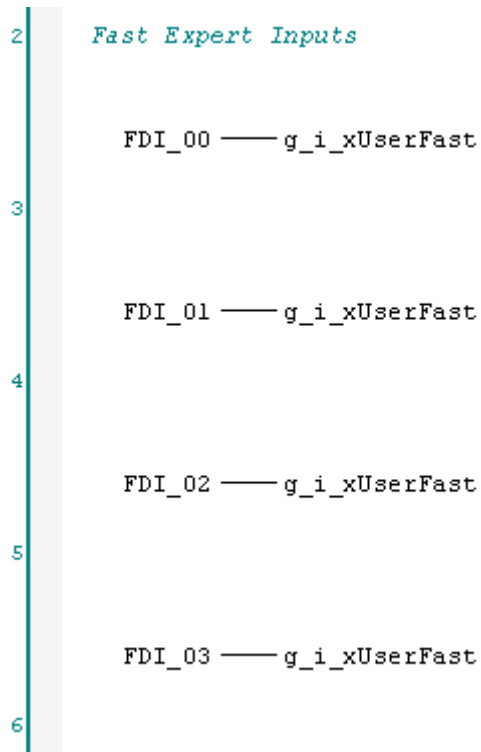 2 Fast Expert Inputs
FDI_00 g_i_xUserFast
3
FDI_01 g_i_xUserFast
4
FDI_02 g_i_xUserFast
5
FDI_03 g_i_xUserFast
6